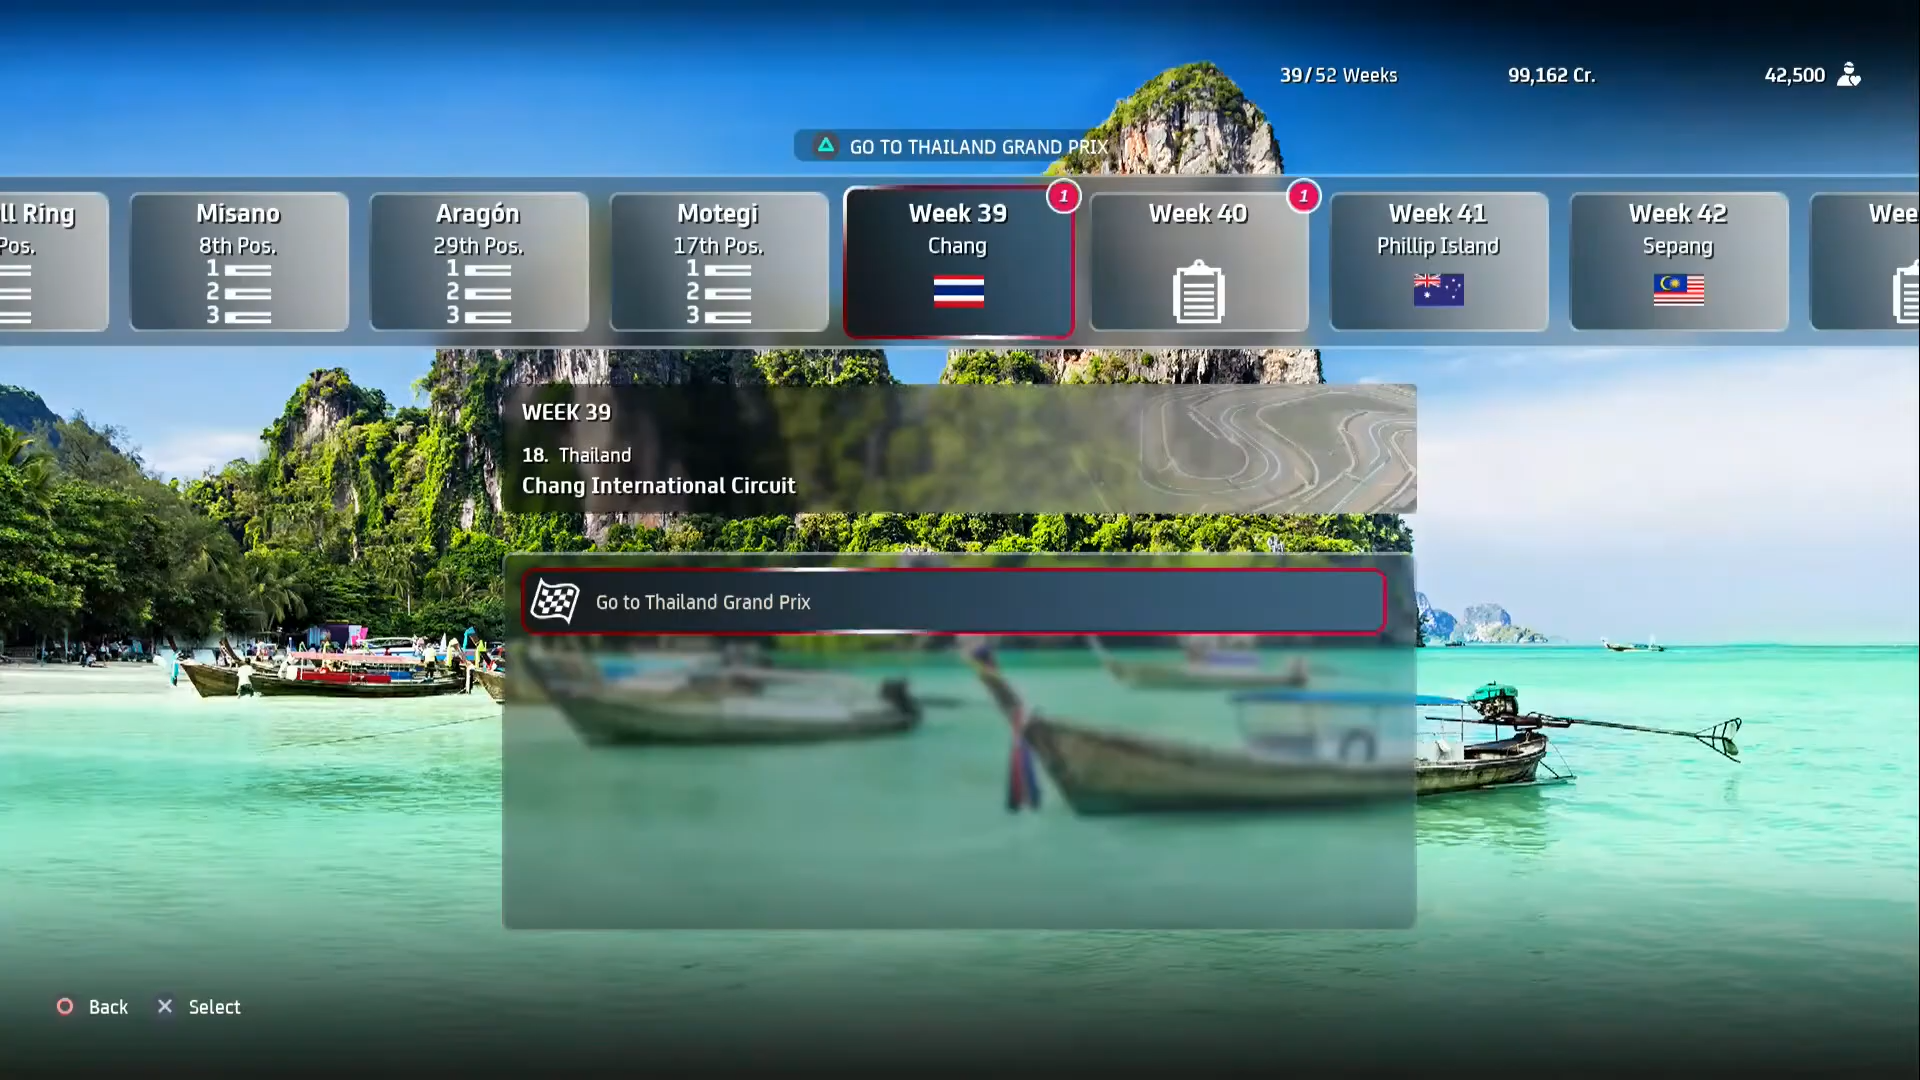 39/52 Weeks
99,162 Cr.
42,500
GO TO THAILAND GRAND PRIX
ll Ring
Pos.
Misano
8th Pos.
1
2
3
Aragón
29th Pos.
1
2
3
Motegi
17th Pos.
1
2
3
Week 39
Chang
1
Week 40
1
Week 41
Phillip Island
Week 42
Sepang
Wee
WEEK 39
18. Thailand
Chang International Circuit
Go to Thailand Grand Prix
Back
Select